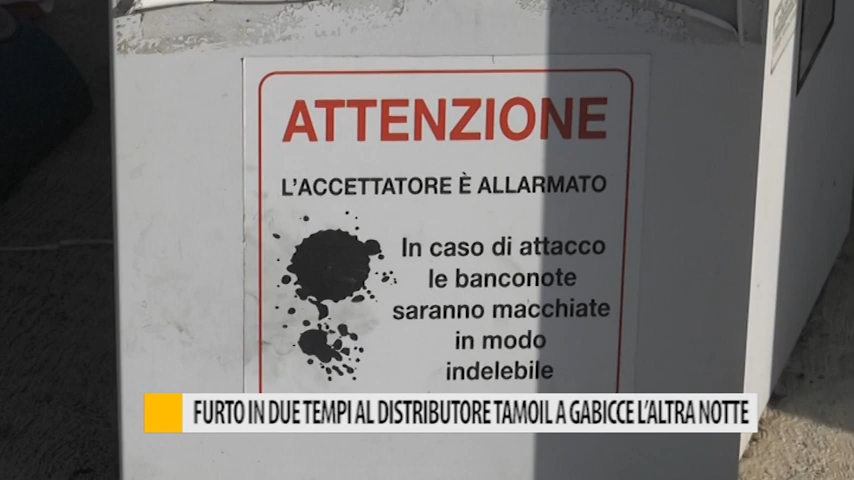 ATTENZIONE
L'ACCETTATORE È ALLARMATO
In caso di attacco
le banconote
saranno macchiate
in modo
indelebile
FURTO IN DUE TEMPI AL DISTRIBUTORE TAMOIL A GABICCE L'ALTRA NOTTE